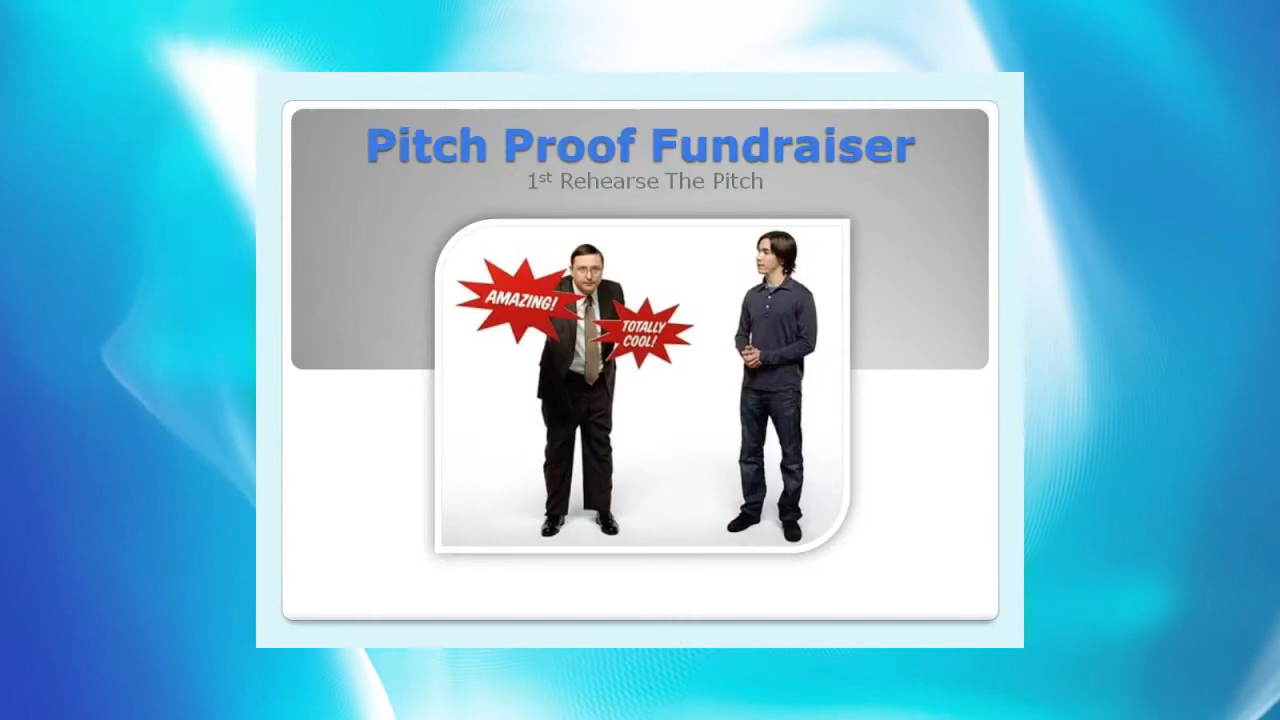 Pitch Proof Fundraiser
1st Rehearse The Pitch
AMAZING!
TOTALLY
COOL!